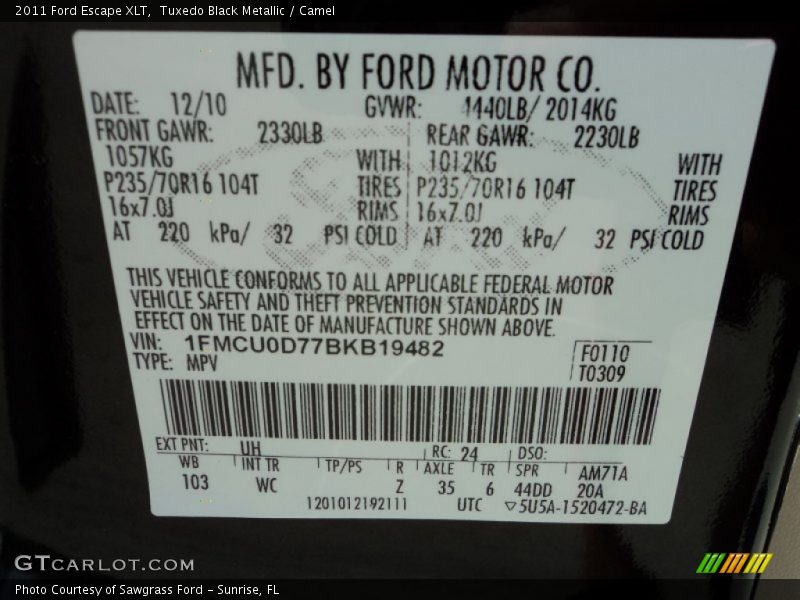 2011 Ford Escape XLT, Tuxedo Black Metallic / Camel
MFD. BY FORD MOTOR CO.
DATE: 12/10 GVWR: 4440LB/ 2014KG
FRONT GAWR: 2330LB REAR GAWR: 2230LB
1057KG WITH 1012KG WITH
P235/70R16 104T TIRES P235/70R16 104T TIRES
16x7.0J RIMS 16x7.0J RIMS
AT 220 kPa/ 32 PSI COLD AT 220 kPa/ 32 PSI COLD
THIS VEHICLE CONFORMS TO ALL APPLICABLE FEDERAL MOTOR
VEHICLE SAFETY AND THEFT PREVENTION STANDARDS IN
EFFECT ON THE DATE OF MANUFACTURE SHOWN ABOVE.
VIN: 1FMCU0D77BKB19482
TYPE: MPV
F0110
T0309
EXT PNT: UH RC: 24 DSO:
WB INT TR TP/PS R AXLE TR SPR AM71A
103 WC Z 35 6 44DD 20A
1201012192111 UTC ▽5U5A-1520472-BA
GTCARLOT.COM
Photo Courtesy of Sawgrass Ford - Sunrise, FL